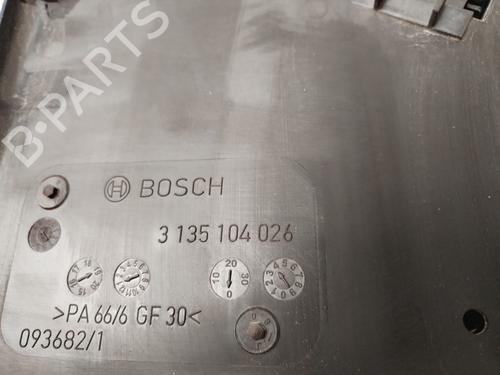 B-PARTS
BOSCH
3 135 104 026
>PA 66/6 GF 30<
093682/1